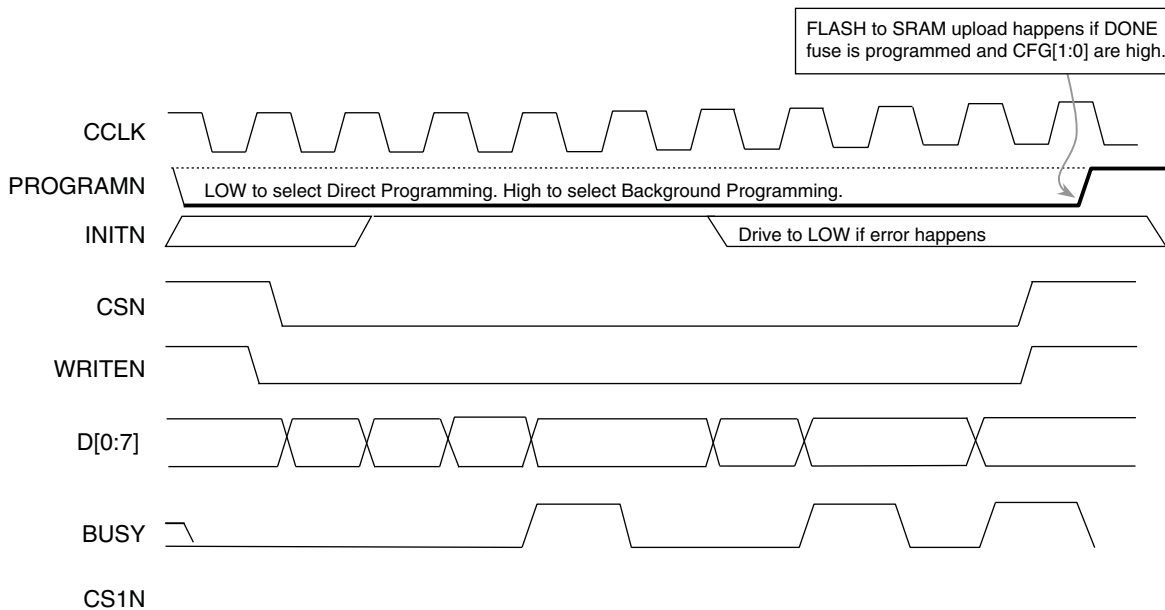 FLASH to SRAM upload happens if DONE
fuse is programmed and CFG[1:0] are high.
CCLK
PROGRAMN
LOW to select Direct Programming. High to select Background Programming.
INITN
Drive to LOW if error happens
CSN
WRITEN
D[0:7]
BUSY
CS1N